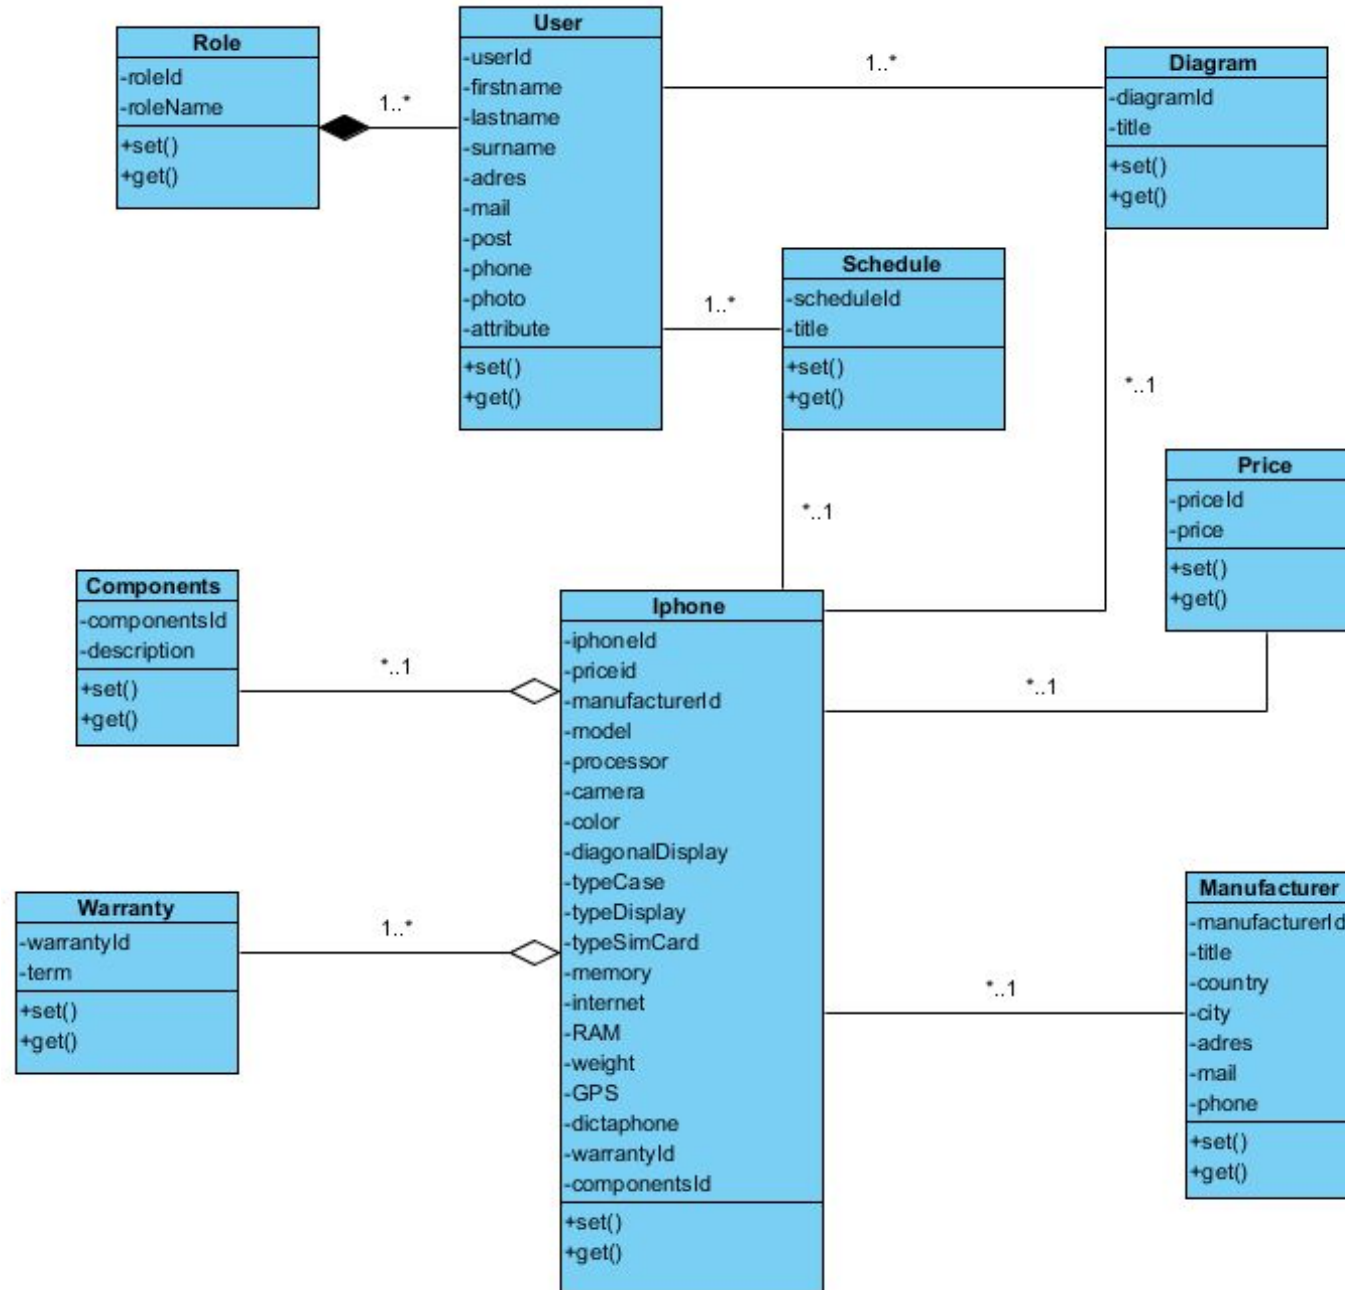 Role
-roleId
-roleName
+set()
+get()
1..*
User
-userId
-firstname
-lastname
-surname
-adres
-mail
-post
-phone
-photo
-attribute
+set()
+get()
1..*
Diagram
-diagramId
-title
+set()
+get()
1..*
Schedule
-scheduleId
-title
+set()
+get()
*..1
*..1
Price
-priceId
-price
+set()
+get()
Components
-componentsId
-description
+set()
+get()
*..1
Iphone
-iphoneId
-priceid
-manufacturerId
-model
-processor
-camera
-color
-diagonalDisplay
-typeCase
-typeDisplay
-typeSimCard
-memory
-internet
-RAM
-weight
-GPS
-dictaphone
-warrantyId
-componentsId
+set()
+get()
*..1
Warranty
-warrantyId
-term
+set()
+get()
1..*
*..1
Manufacturer
-manufacturerId
-title
-country
-city
-adres
-mail
-phone
+set()
+get()